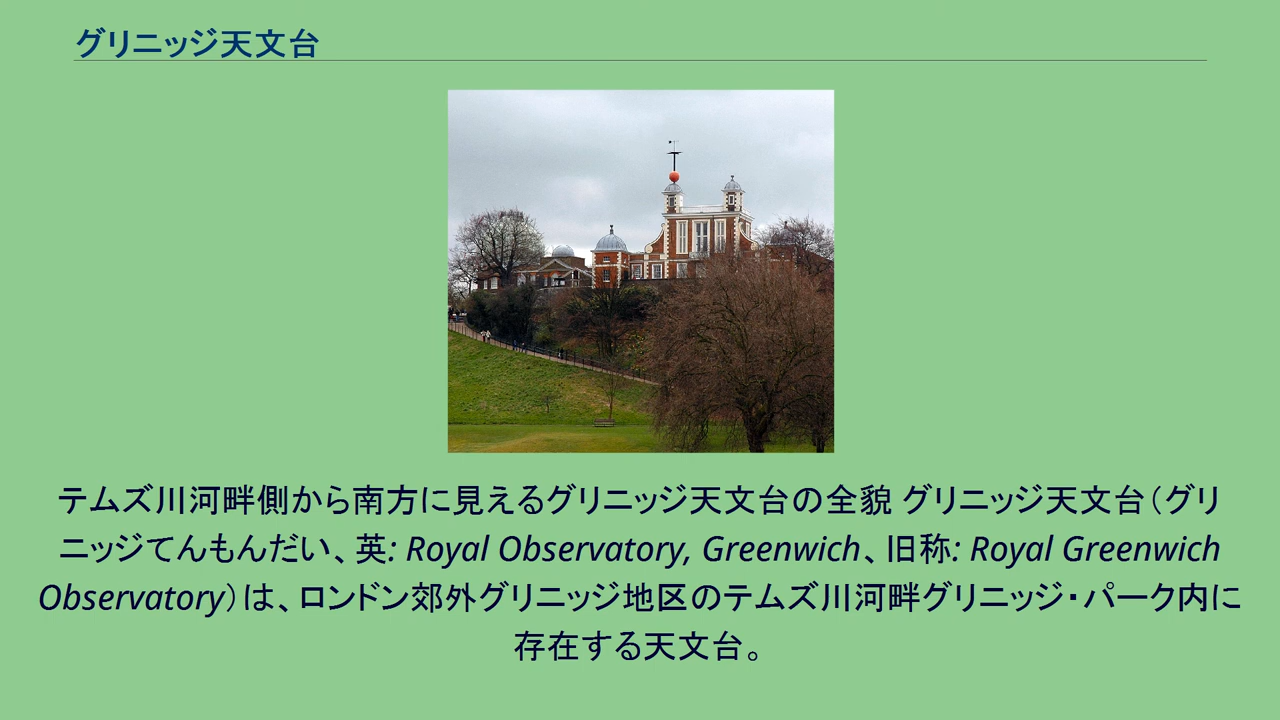 グリニッジ天文台
テムズ川河畔側から南方に見えるグリニッジ天文台の全貌 グリニッジ天文台（グリ
ニッジてんもんだい、英: Royal Observatory, Greenwich、旧称: Royal Greenwich
Observatory）は、ロンドン郊外グリニッジ地区のテムズ川河畔グリニッジ・パーク内に
存在する天文台。